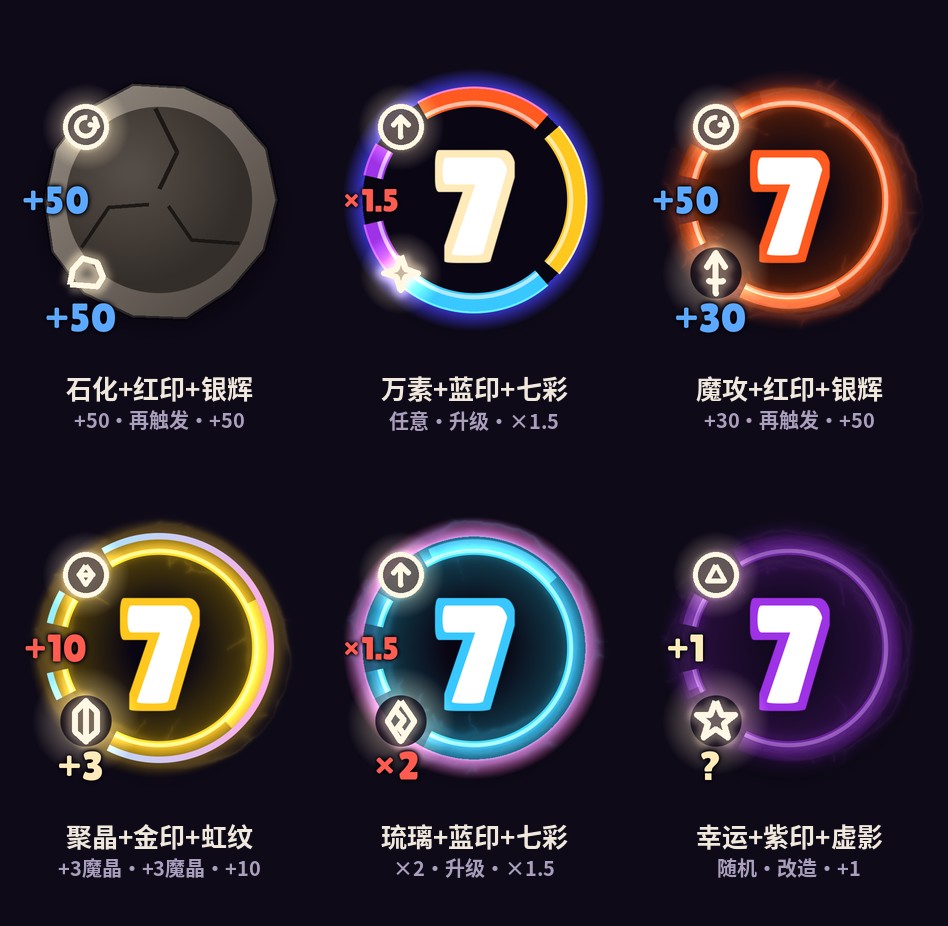 +50
+50
石化+红印+银辉
+50・再触发・+50
7
×1.5
万素+蓝印+七彩
任意・升级・×1.5
7
+50
+30
魔攻+红印+银辉
+30・再触发・+50
7
+10
+3
聚晶+金印+虹纹
+3魔晶・+3魔晶・+10
7
×1.5
×2
琉璃+蓝印+七彩
×2・升级・×1.5
7
+1
?
幸运+紫印+虚影
随机・改造・+1